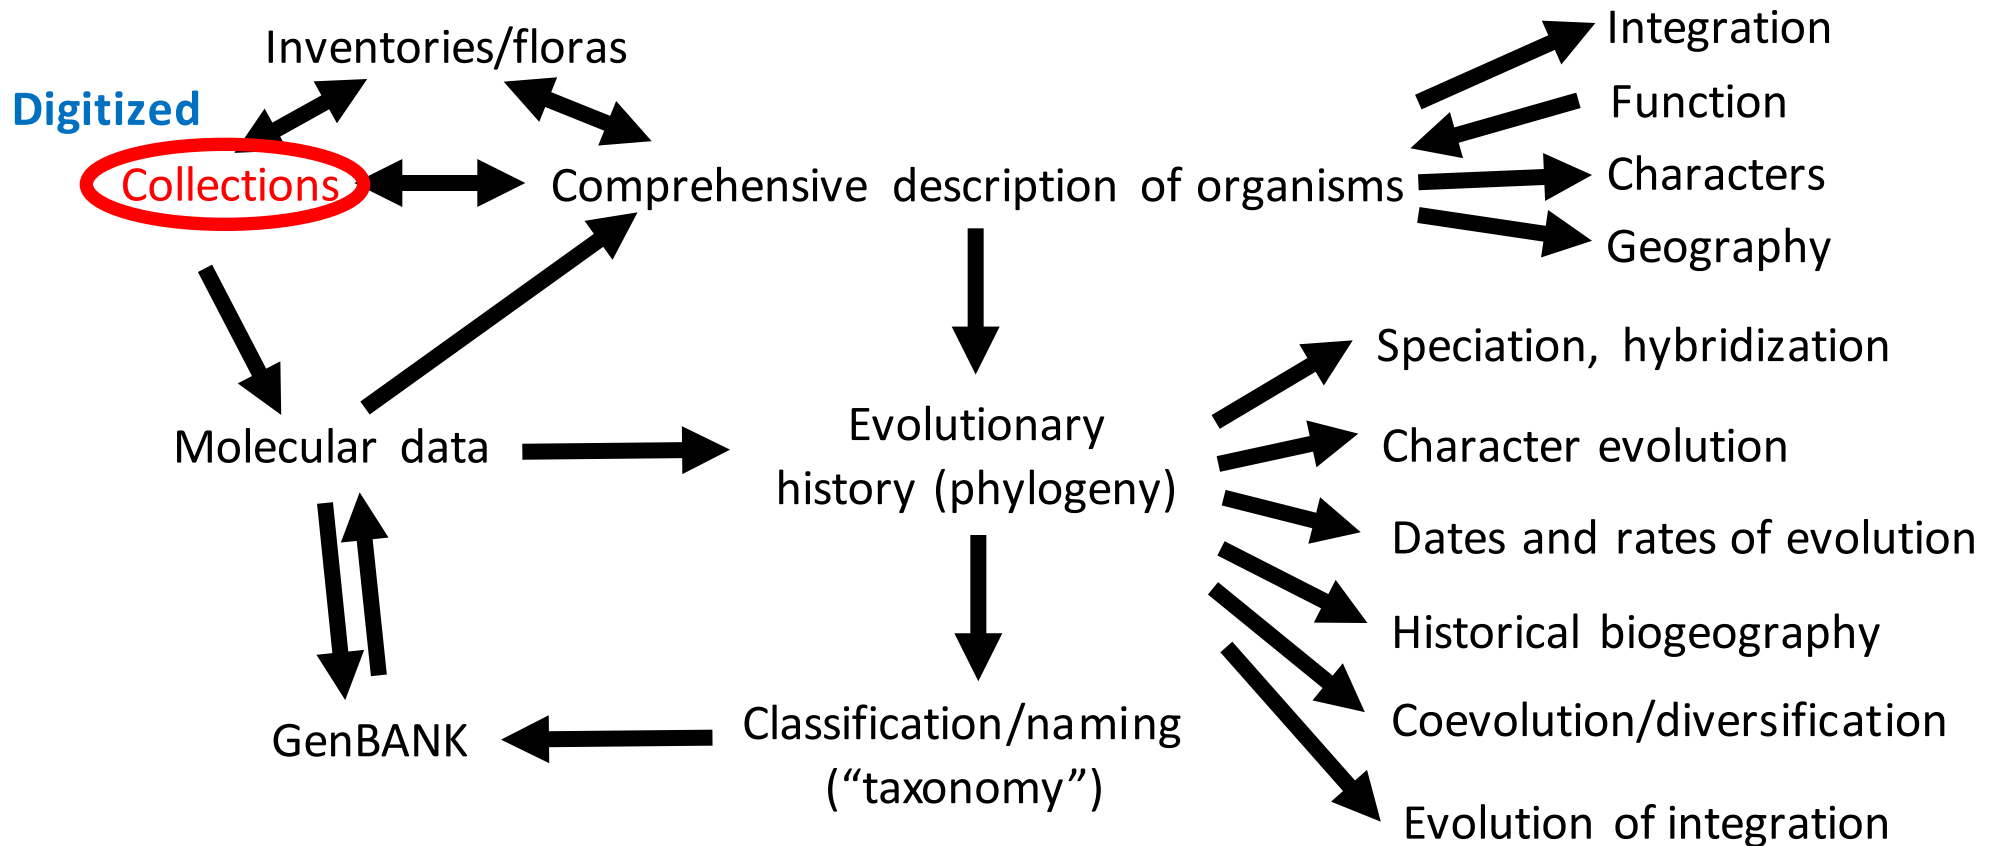 Inventories/floras
Digitized
Collections
Comprehensive description of organisms
Integration
Function
Characters
Geography
Molecular data
Evolutionary
history (phylogeny)
Speciation, hybridization
Character evolution
Dates and rates of evolution
Historical biogeography
Coevolution/diversification
Evolution of integration
GenBANK
Classification/naming
(“taxonomy”)